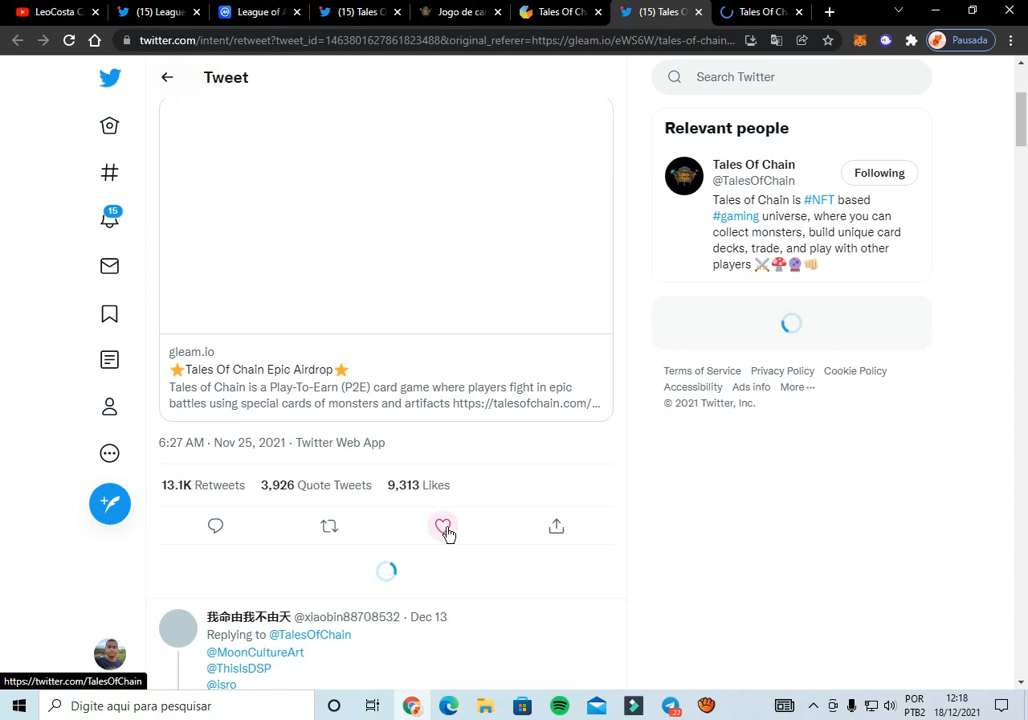 LeoCosta C
(15) League
League of A
(15) Tales O
Jogo de ca
Tales Of Ch
(15) Tales O
Tales Of Ch
twitter.com/intent/retweet?tweet_id=1463801627861823488&original_referer=https://gleam.io/eWS6W/tales-of-chain...
Pausada
Tweet
Search Twitter
Relevant people
Tales Of Chain
@TalesOfChain
Following
Tales of Chain is #NFT based
#gaming universe, where you can
collect monsters, build unique card
decks, trade, and play with other
players ⚔️🍄🔮👊
15
gleam.io
⭐Tales Of Chain Epic Airdrop⭐
Tales of Chain is a Play-To-Earn (P2E) card game where players fight in epic
battles using special cards of monsters and artifacts https://talesofchain.com/...
6:27 AM · Nov 25, 2021 · Twitter Web App
13.1K Retweets 3,926 Quote Tweets 9,313 Likes
Terms of Service Privacy Policy Cookie Policy
Accessibility Ads info More ···
© 2021 Twitter, Inc.
我命由我不由天 @xiaobin88708532 · Dec 13
Replying to @TalesOfChain
@MoonCultureArt
@ThisIsDSP
@isro
https://twitter.com/TalesOfChain
Digite aqui para pesquisar
27
POR
PTB2
12:18
18/12/2021